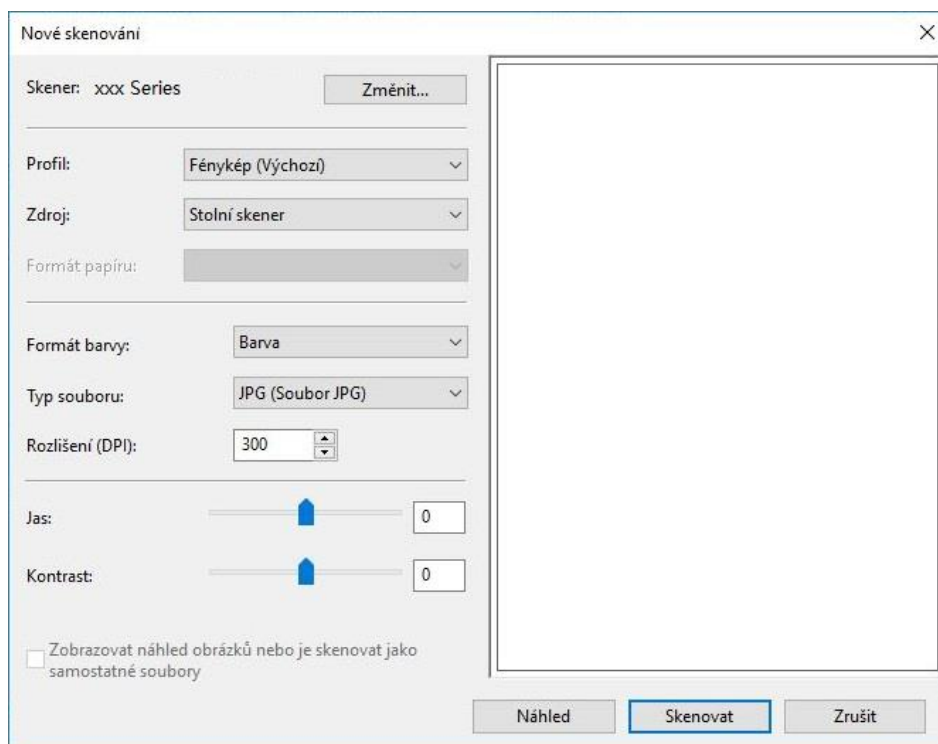 Nové skenování
Skener: xxx Series Změnit...
Profil: Fénykép (Výchozí)
Zdroj: Stolní skener
Formát papíru:
Formát barvy: Barva
Typ souboru: JPG (Soubor JPG)
Rozlišení (DPI): 300
Jas: 0
Kontrast: 0
Zobrazovat náhled obrázků nebo je skenovat jako
samostatné soubory
Náhled Skenovat Zrušit